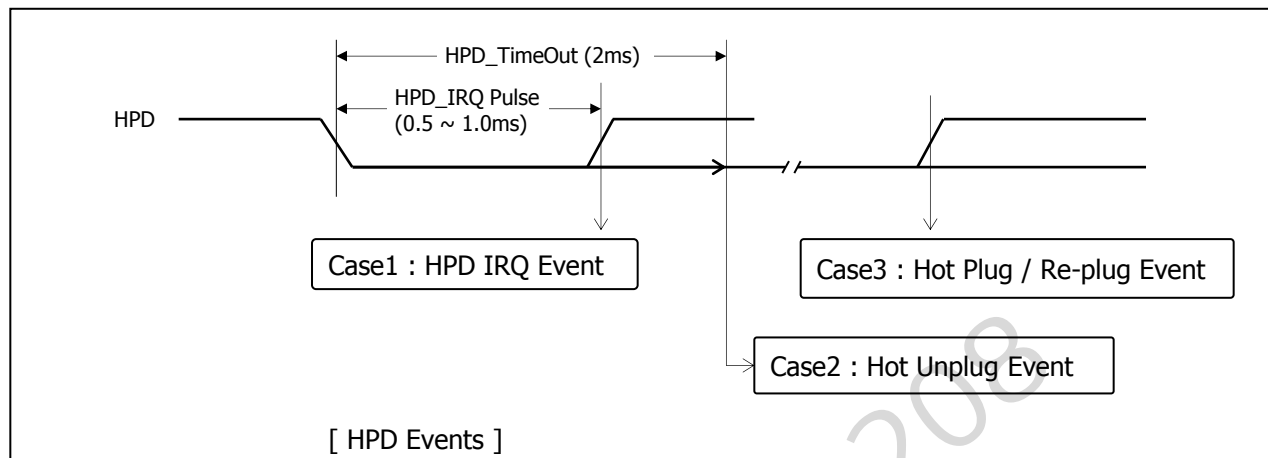 HPD_TimeOut (2ms)
HPD_IRQ Pulse
(0.5 ~ 1.0ms)
HPD
Case1 : HPD IRQ Event
Case3 : Hot Plug / Re-plug Event
Case2 : Hot Unplug Event
208
[ HPD Events ]